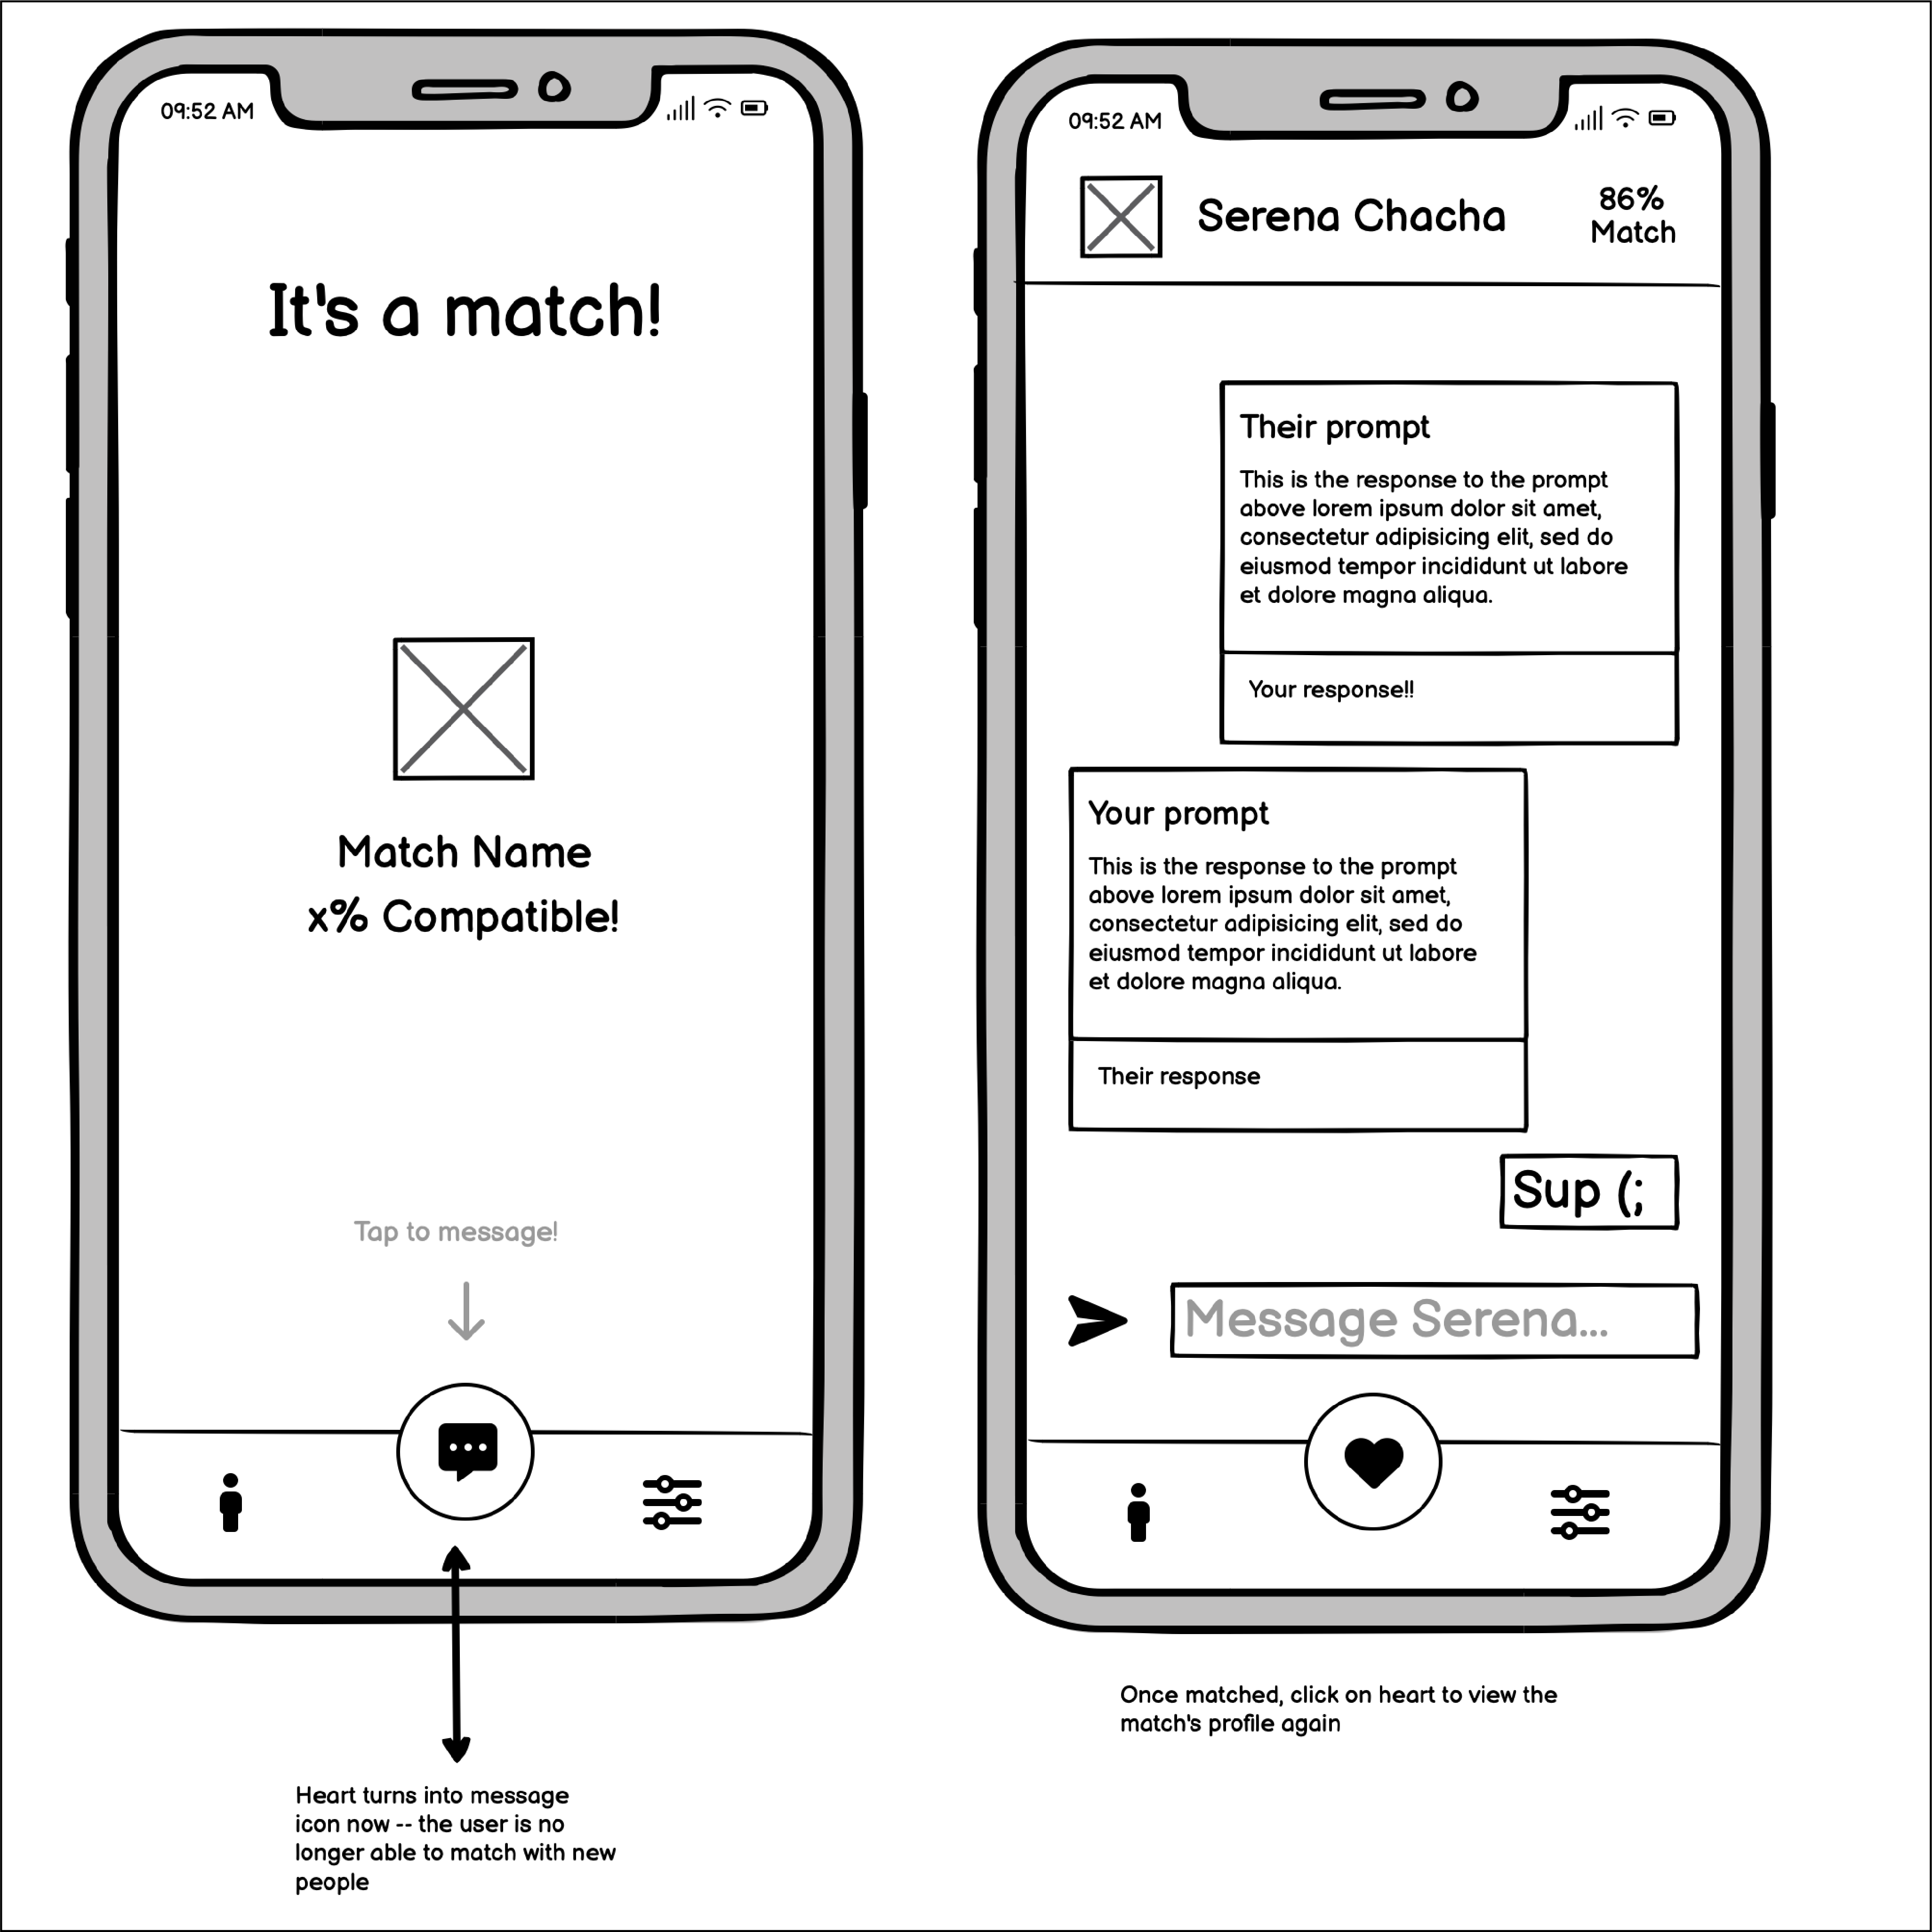 09:52 AM
It's a match!
Match Name
x% Compatible!
Tap to message!
Heart turns into message
icon now -- the user is no
longer able to match with new
people
09:52 AM
Serena Chacha
86%
Match
Their prompt
This is the response to the prompt
above lorem ipsum dolor sit amet,
consectetur adipisicing elit, sed do
eiusmod tempor incididunt ut labore
et dolore magna aliqua.
Your response!!
Your prompt
This is the response to the prompt
above lorem ipsum dolor sit amet,
consectetur adipisicing elit, sed do
eiusmod tempor incididunt ut labore
et dolore magna aliqua.
Their response
Sup (;
Message Serena...
Once matched, click on heart to view the
match's profile again